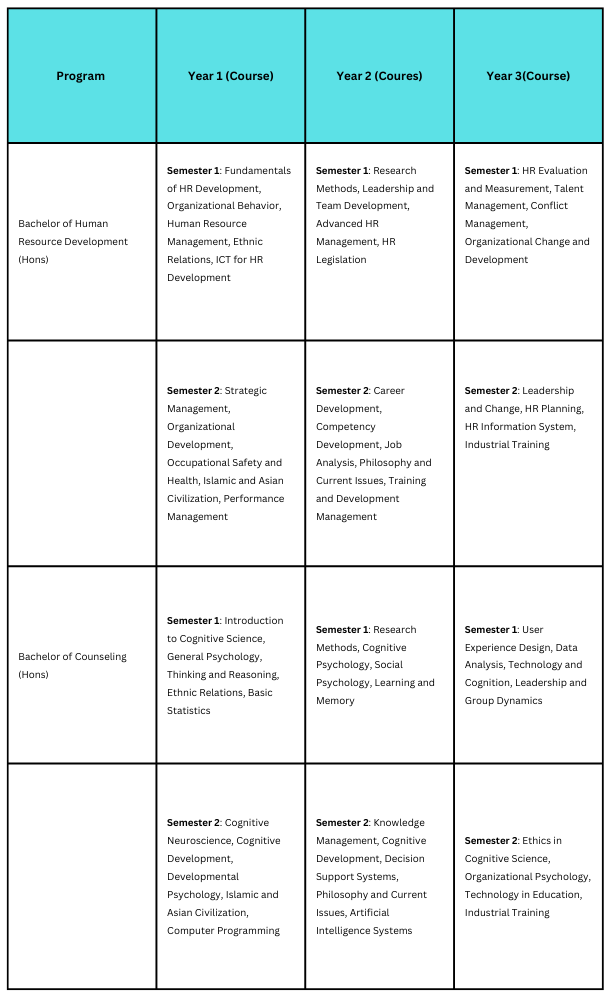 Program
Year 1 (Course)
Year 2 (Coures)
Year 3(Course)
Bachelor of Human
Resource Development
(Hons)
Semester 1: Fundamentals
of HR Development,
Organizational Behavior,
Human Resource
Management, Ethnic
Relations, ICT for HR
Development
Semester 1: Research
Methods, Leadership and
Team Development,
Advanced HR
Management, HR
Legislation
Semester 1: HR Evaluation
and Measurement, Talent
Management, Conflict
Management,
Organizational Change and
Development
Semester 2: Strategic
Management,
Organizational
Development,
Occupational Safety and
Health, Islamic and Asian
Civilization, Performance
Management
Semester 2: Career
Development,
Competency
Development, Job
Analysis, Philosophy and
Current Issues, Training
and Development
Management
Semester 2: Leadership
and Change, HR Planning,
HR Information System,
Industrial Training
Bachelor of Counseling
(Hons)
Semester 1: Introduction
to Cognitive Science,
General Psychology,
Thinking and Reasoning,
Ethnic Relations, Basic
Statistics
Semester 1: Research
Methods, Cognitive
Psychology, Social
Psychology, Learning and
Memory
Semester 1: User
Experience Design, Data
Analysis, Technology and
Cognition, Leadership and
Group Dynamics
Semester 2: Cognitive
Neuroscience, Cognitive
Development,
Developmental
Psychology, Islamic and
Asian Civilization,
Computer Programming
Semester 2: Knowledge
Management, Cognitive
Development, Decision
Support Systems,
Philosophy and Current
Issues, Artificial
Intelligence Systems
Semester 2: Ethics in
Cognitive Science,
Organizational Psychology,
Technology in Education,
Industrial Training